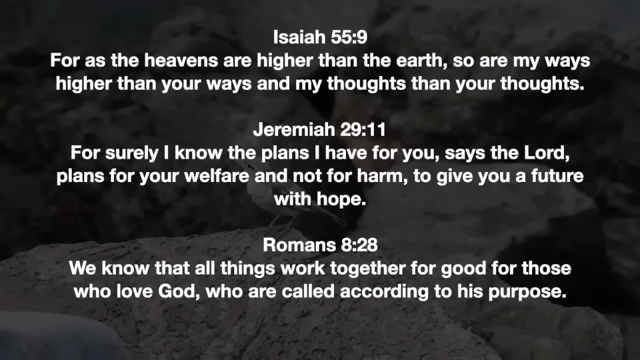 Isaiah 55:9
For as the heavens are higher than the earth, so are my ways
higher than your ways and my thoughts than your thoughts.
Jeremiah 29:11
For surely I know the plans I have for you, says the Lord,
plans for your welfare and not for harm, to give you a future
with hope.
Romans 8:28
We know that all things work together for good for those
who love God, who are called according to his purpose.